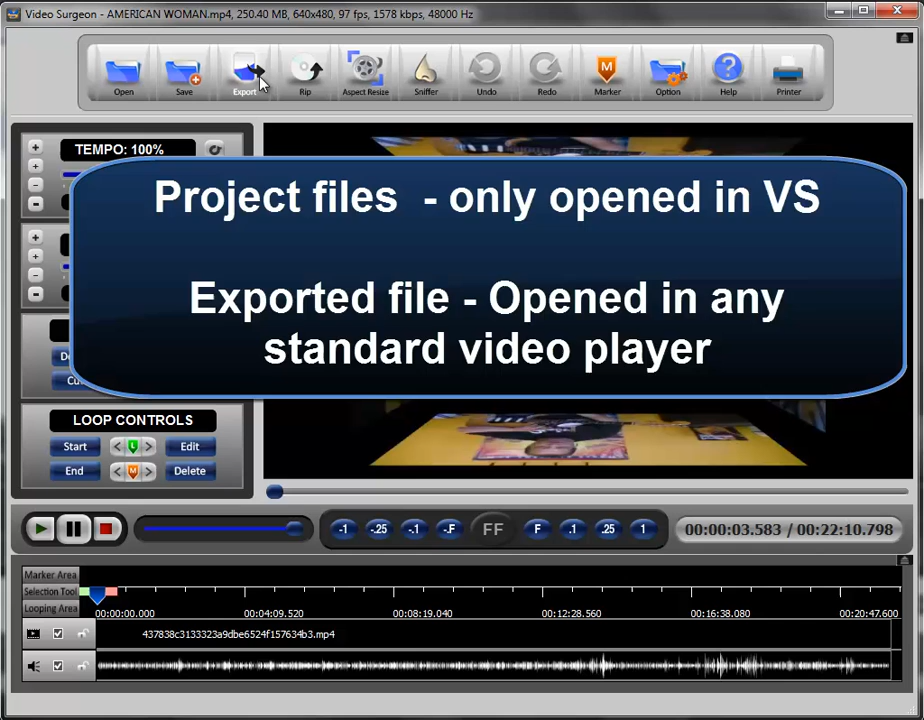 Video Surgeon - AMERICAN WOMAN.mp4, 250.40 MB, 640x480, 97 fps, 1578 kbps, 48000 Hz
Open Save Export Rip Aspect Resize Sniffer Undo Redo Marker Option Help Printer
TEMPO: 100%
Project files - only opened in VS
Exported file - Opened in any
standard video player
LOOP CONTROLS
Start < L > Edit
End < M > Delete
-1 -.25 -.1 -.F FF F .1 .25 1 00:00:03.583 / 00:22:10.798
Marker Area
Selection Tool
Looping Area 00:00:00.000 00:04:09.520 00:08:19.040 00:12:28.560 00:16:38.080 00:20:47.600
437838c3133323a9dbe6524f157634b3.mp4